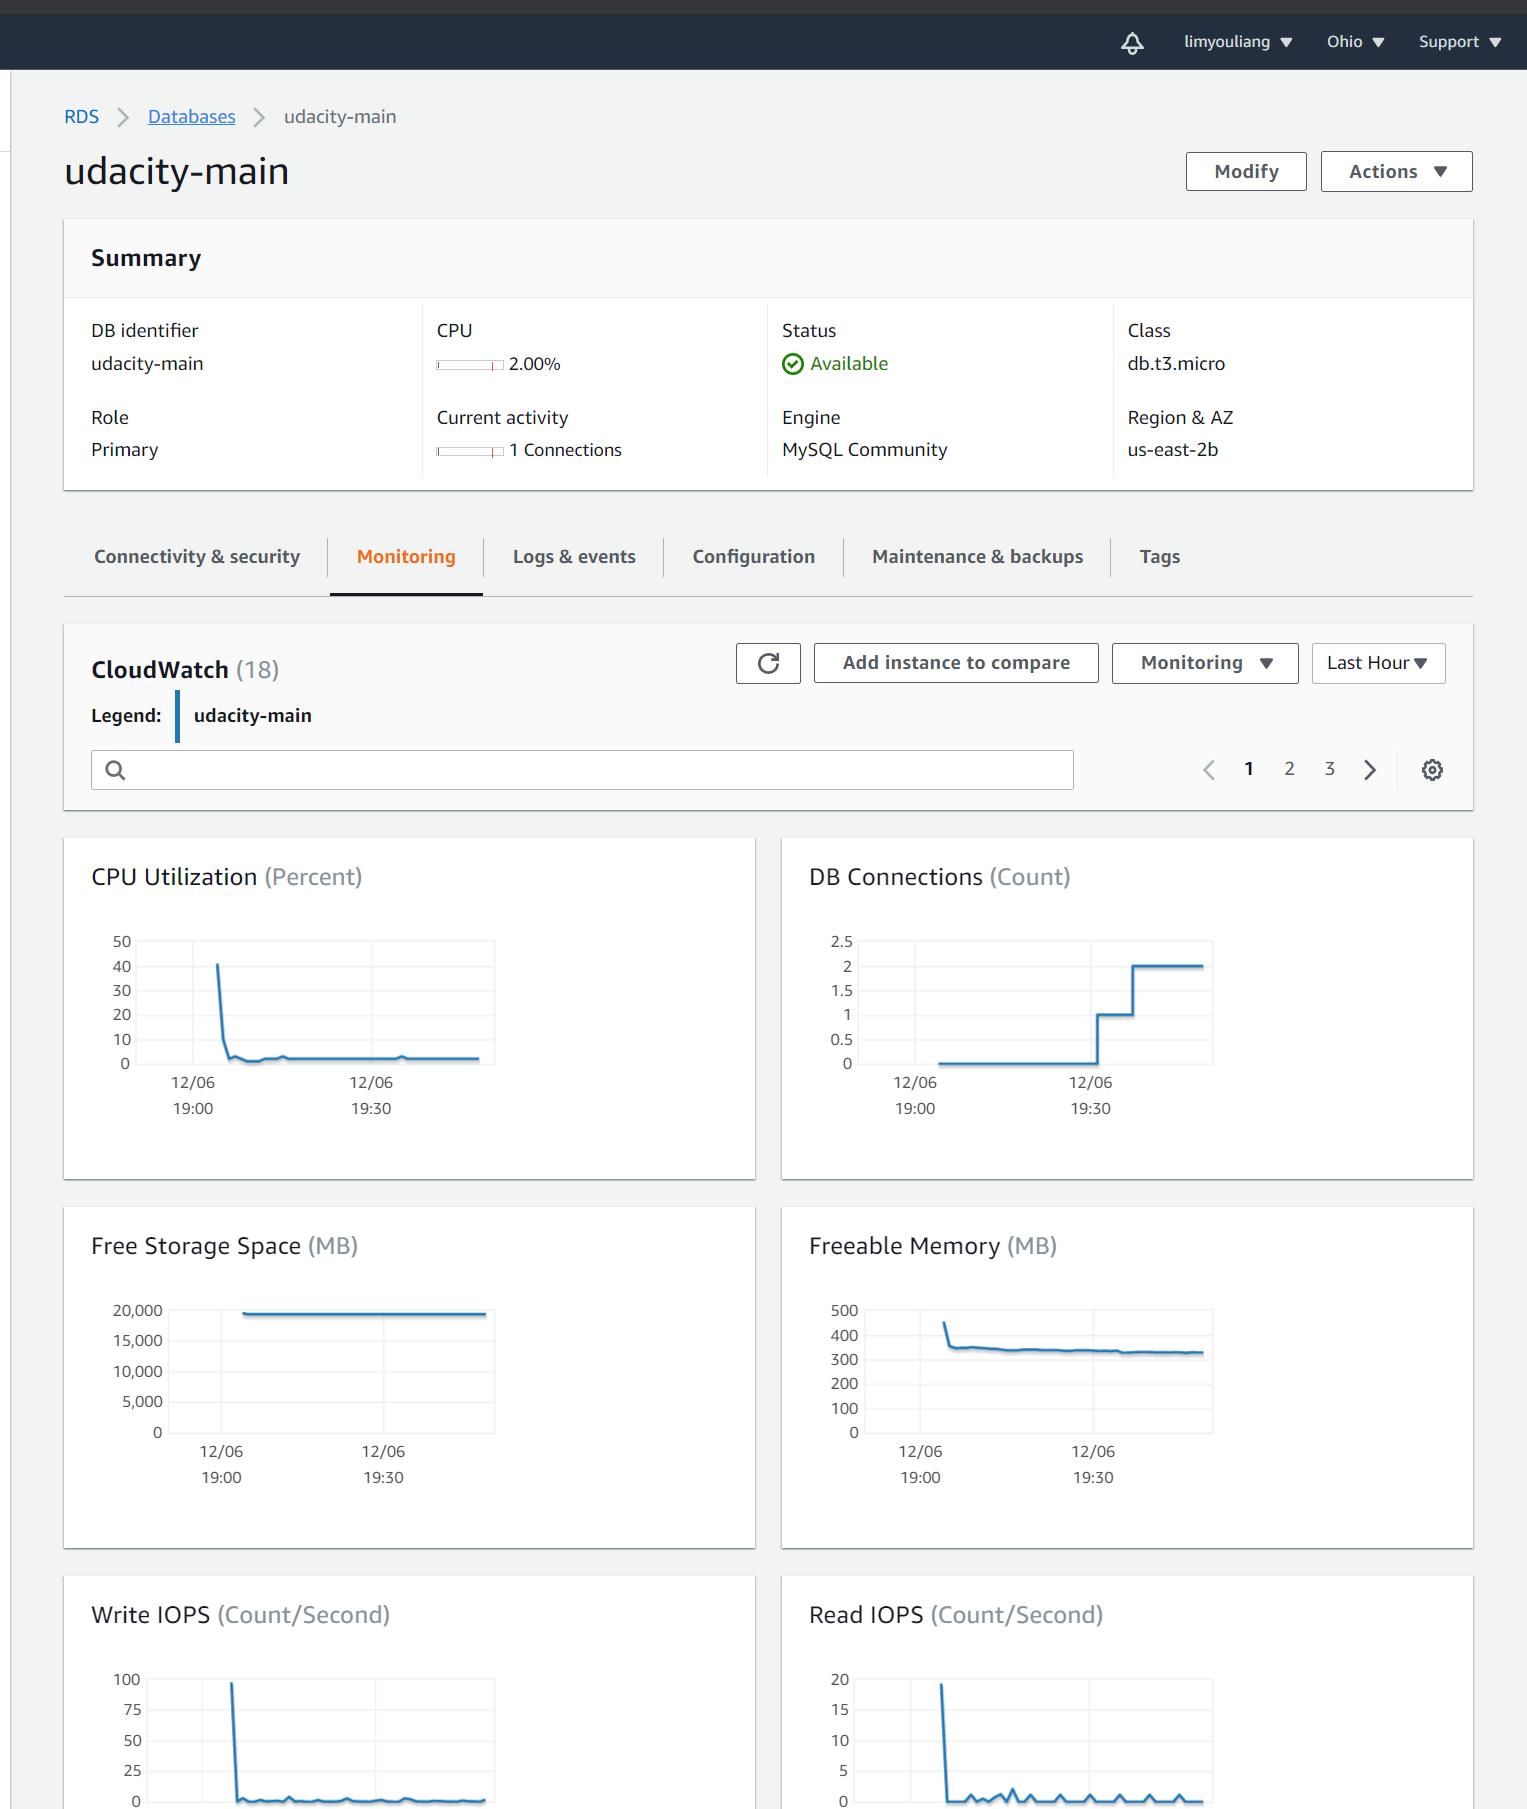 limyouliang Ohio Support
RDS Databases udacity-main
udacity-main
Modify Actions
Summary
DB identifier CPU Status Class
udacity-main 2.00% Available db.t3.micro
Role Current activity Engine Region & AZ
Primary 1 Connections MySQL Community us-east-2b
Connectivity & security Monitoring Logs & events Configuration Maintenance & backups Tags
CloudWatch (18) Add instance to compare Monitoring Last Hour
Legend: udacity-main
1 2 3
CPU Utilization (Percent)
50
40
30
20
10
0
12/06 12/06
19:00 19:30
DB Connections (Count)
2.5
2
1.5
1
0.5
0
12/06 12/06
19:00 19:30
Free Storage Space (MB)
20,000
15,000
10,000
5,000
0
12/06 12/06
19:00 19:30
Freeable Memory (MB)
500
400
300
200
100
0
12/06 12/06
19:00 19:30
Write IOPS (Count/Second)
100
75
50
25
0
Read IOPS (Count/Second)
20
15
10
5
0